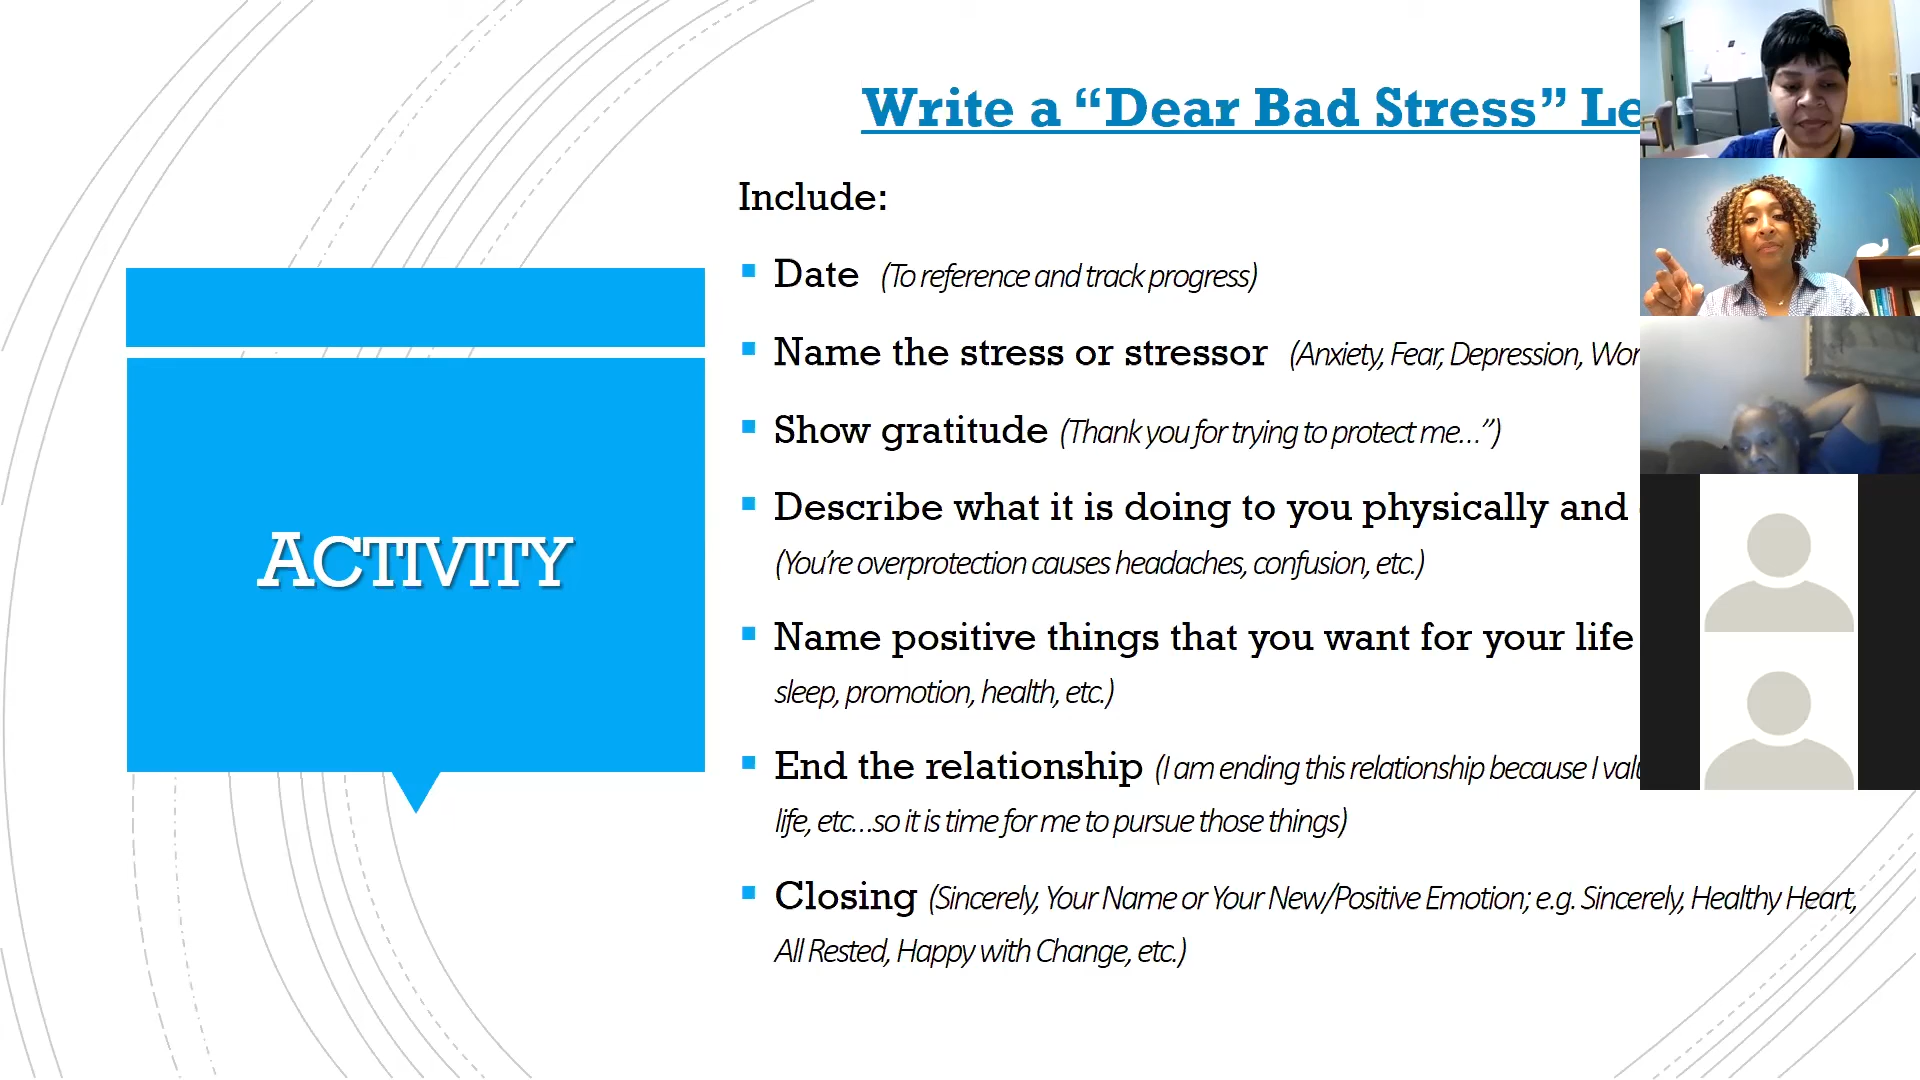 Write a “Dear Bad Stress”
Include:
Date (To reference and track progress)
Name the stress or stressor (Anxiety, Fear, Depression,
Show gratitude (Thank you for trying to protect me...”)
Describe what it is doing to you physically and
(You’re overprotection causes headaches, confusion, etc.)
ACTIVITY
Name positive things that you want for your life
sleep, promotion, health, etc.)
End the relationship (I am ending this relationship because I
life, etc...so it is time for me to pursue those things)
Closing (Sincerely, Your Name or Your New/Positive Emotion; e.g. Sincerely, Healthy Heart,
All Rested, Happy with Change, etc.)